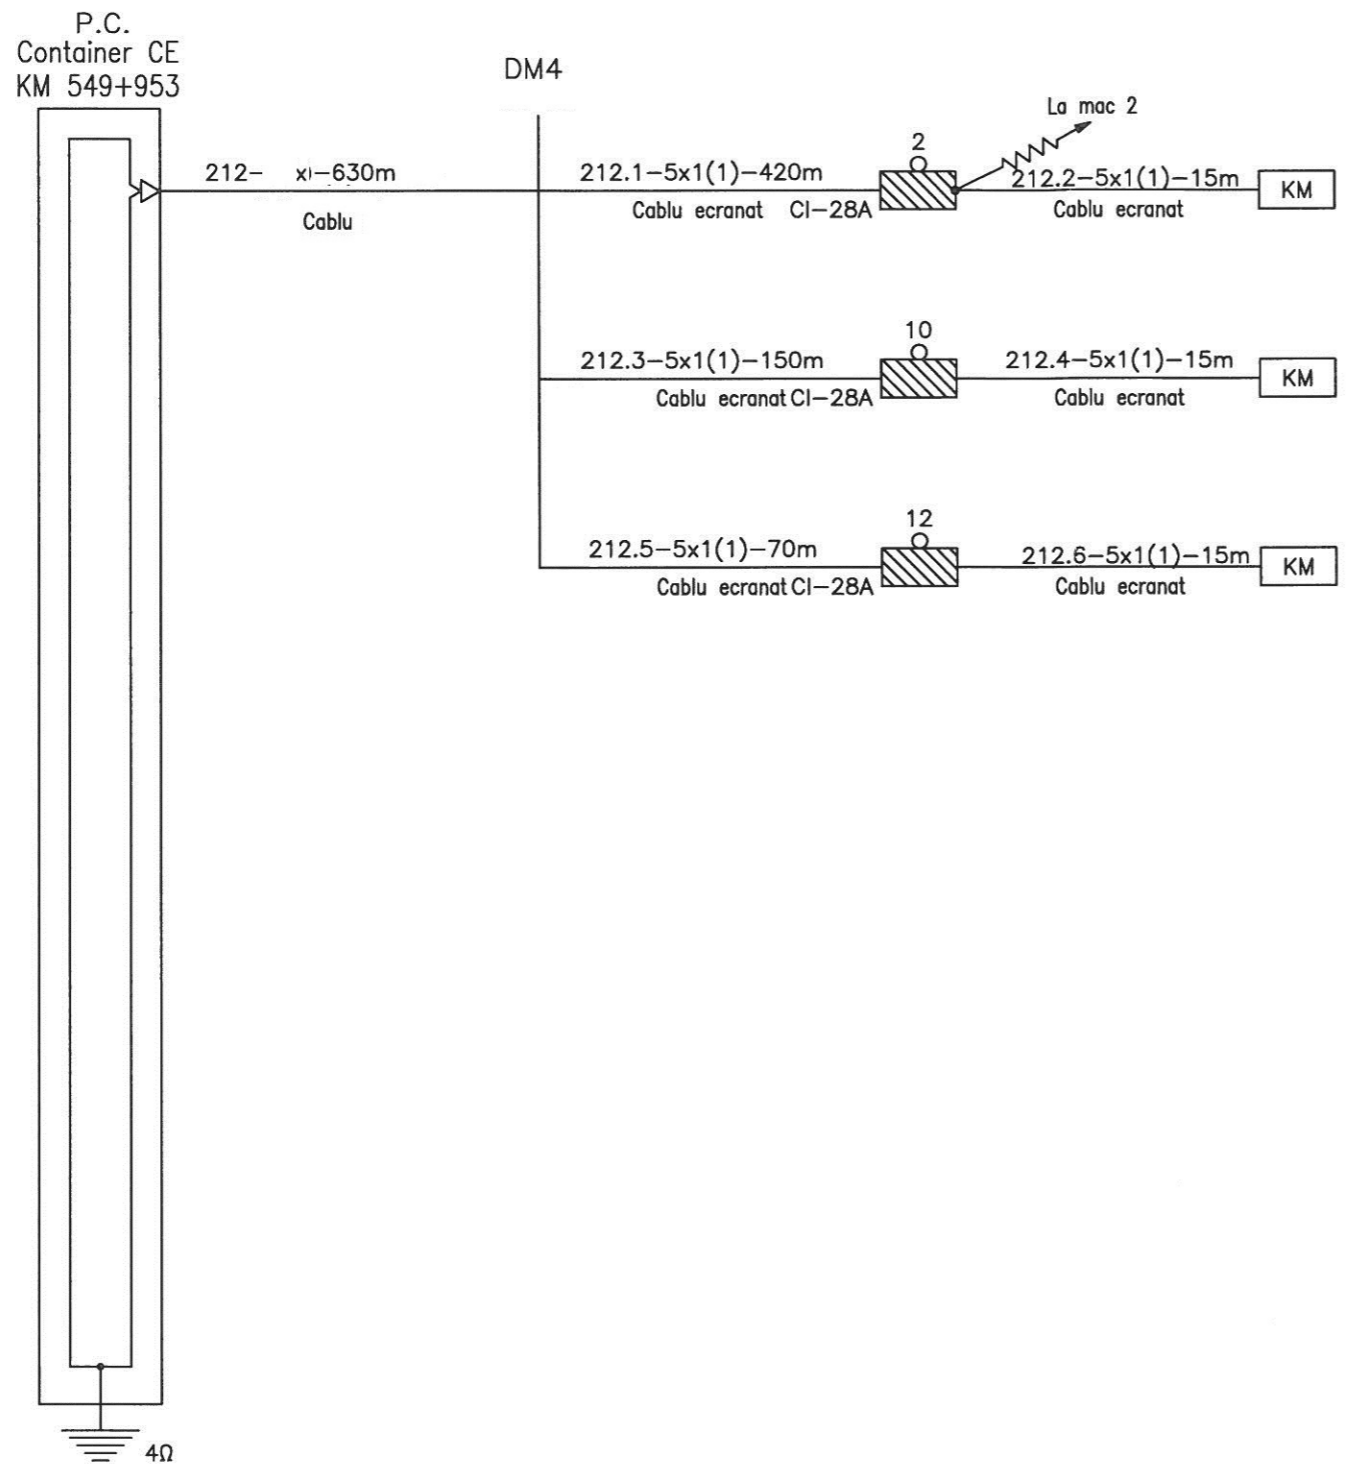 P.C.
Container CE
KM 549+953
DM4
La mac 2
212- x)-630m
Cablu
212.1-5x1(1)-420m
Cablu ecranat CI-28A
2
212.2-5x1(1)-15m
Cablu ecranat
KM
212.3-5x1(1)-150m
Cablu ecranat CI-28A
10
212.4-5x1(1)-15m
Cablu ecranat
KM
212.5-5x1(1)-70m
Cablu ecranat CI-28A
12
212.6-5x1(1)-15m
Cablu ecranat
KM
4Ω